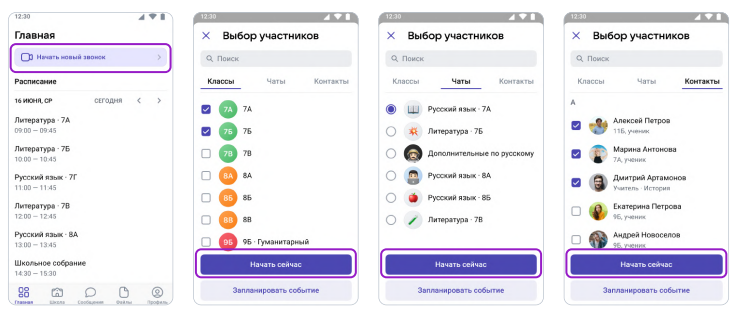 12:30
Главная
Начать новый звонок
Расписание
16 ИЮНЯ, СР СЕГОДНЯ
Литература · 7А
09:00 — 09:45
Литература · 7Б
10:00 — 10:45
Русский язык · 7Г
11:00 — 11:45
Литература · 7В
12:00 — 12:45
Русский язык · 8А
13:00 — 13:45
Школьное собрание
14:30 — 15:30
Главная Школа Сообщения Файлы Профиль
12:30
Выбор участников
Поиск
Классы Чаты Контакты
7А 7А
7Б 7Б
7В 7В
8А 8А
8Б 8Б
8В 8В
9Б 9Б · Гуманитарный
Начать сейчас
Запланировать событие
12:30
Выбор участников
Поиск
Классы Чаты Контакты
Русский язык · 7А
Литература · 7Б
Дополнительные по русскому
Русский язык · 8А
Русский язык · 8Б
Литература · 7В
Начать сейчас
Запланировать событие
12:30
Выбор участников
Поиск
Классы Чаты Контакты
А
Алексей Петров
11Б, ученик
Марина Антонова
7А, ученик
Дмитрий Артамонов
Учитель · История
Екатерина Петрова
9Б, ученик
Андрей Новоселов
9Б, ученик
Начать сейчас
Запланировать событие